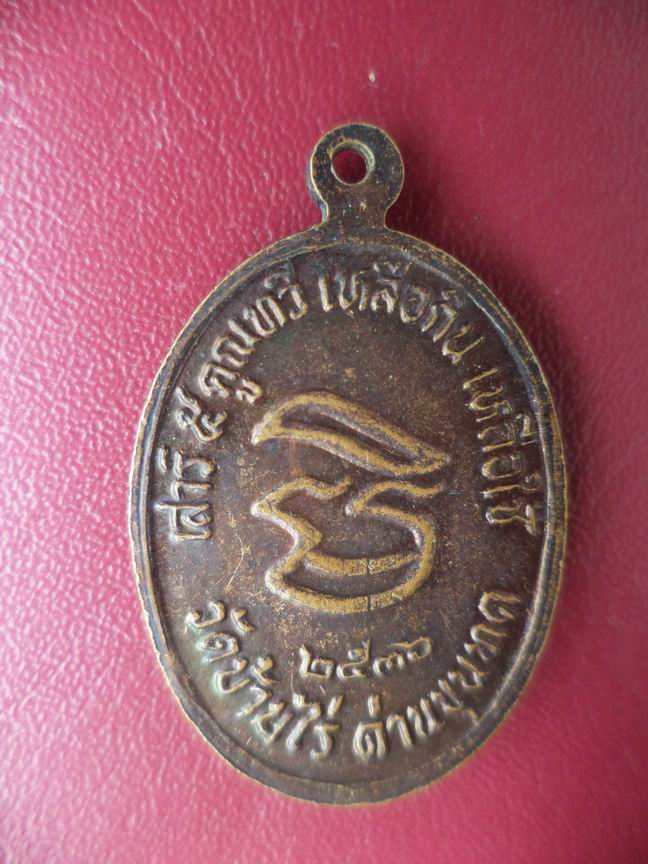 เสาร์ ๕ คูณทวี เหลือกิน เหลือใช้
๒๕๓๖
วัดบ้านไร่ ด่านขุนทด